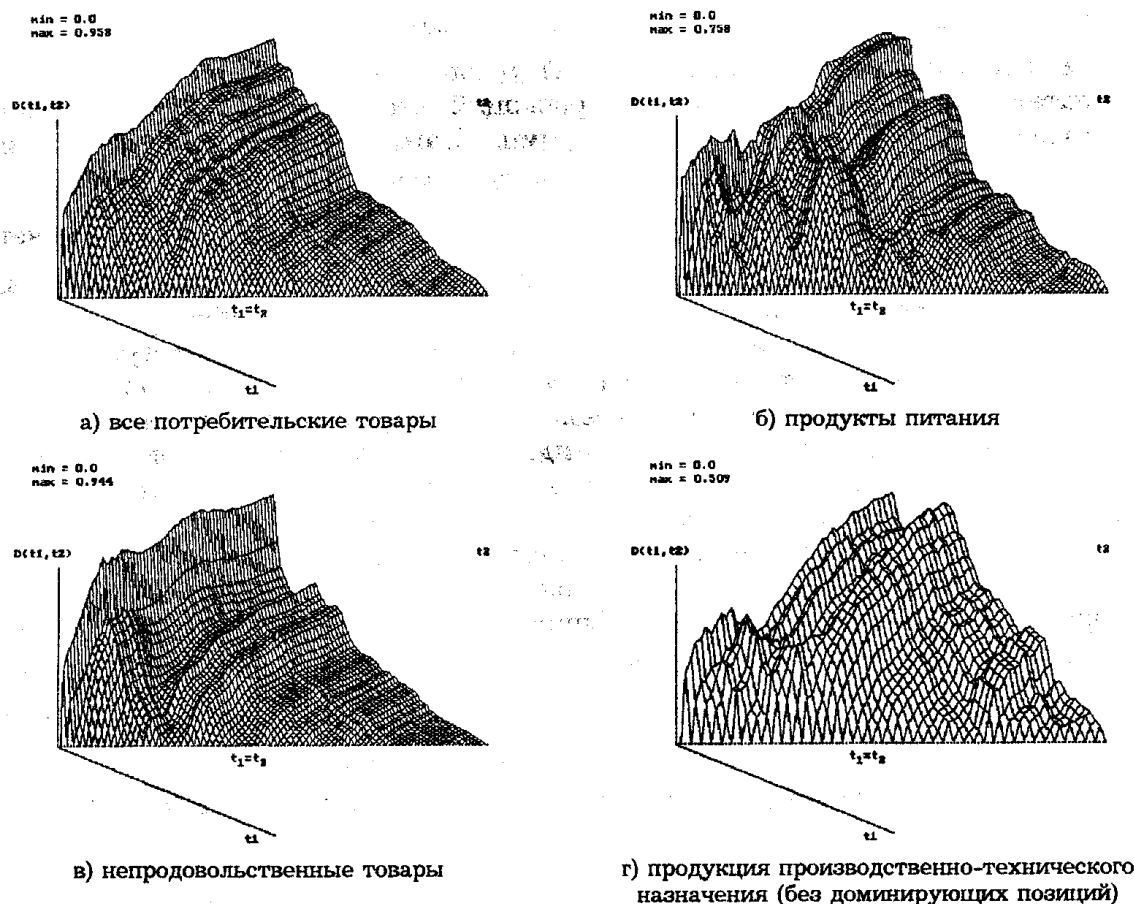 min = 0.0
max = 0.958
D(t1,t2)
t2
t₁=t₂
t1
а) все потребительские товары
min = 0.0
max = 0.758
D(t1,t2)
t2
t₁=t₂
t1
б) продукты питания
min = 0.0
max = 0.944
D(t1,t2)
t2
t₁=t₂
t1
в) непродовольственные товары
min = 0.0
max = 0.509
D(t1,t2)
t2
t₁=t₂
t1
г) продукция производственно-технического
назначения (без доминирующих позиций)